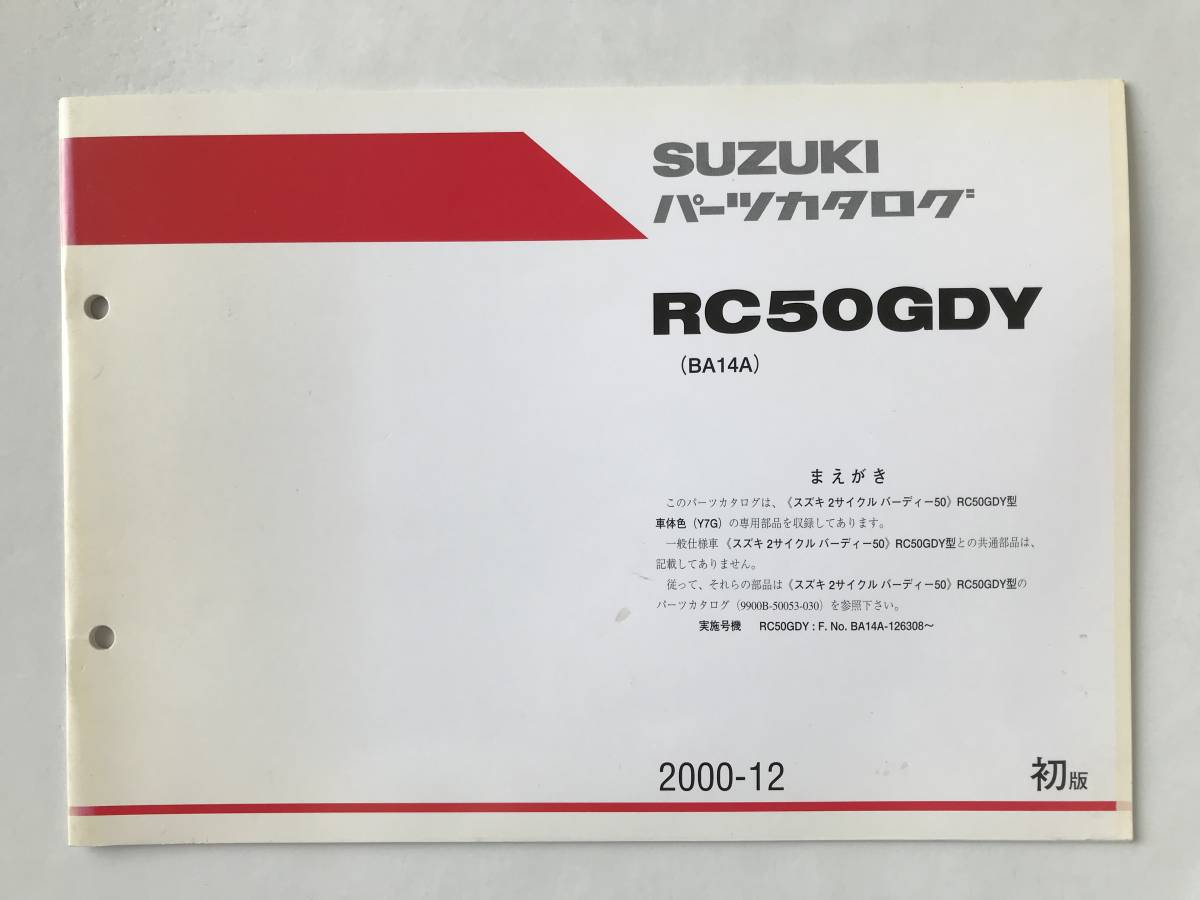 SUZUKI
パーツカタログ
RC50GDY
(BA14A)
まえがき
このパーツカタログは、《スズキ 2サイクル バーディー50》RC50GDY型
車体色（Y7G）の専用部品を収録してあります。
一般仕様車《スズキ 2サイクル バーディー50》RC50GDY型との共通部品は、
記載してありません。
従って、それらの部品は《スズキ 2サイクル バーディー50》RC50GDY型の
パーツカタログ（9900B-50053-030）を参照下さい。
実施号機 RC50GDY : F. No. BA14A-126308～
2000-12 初版